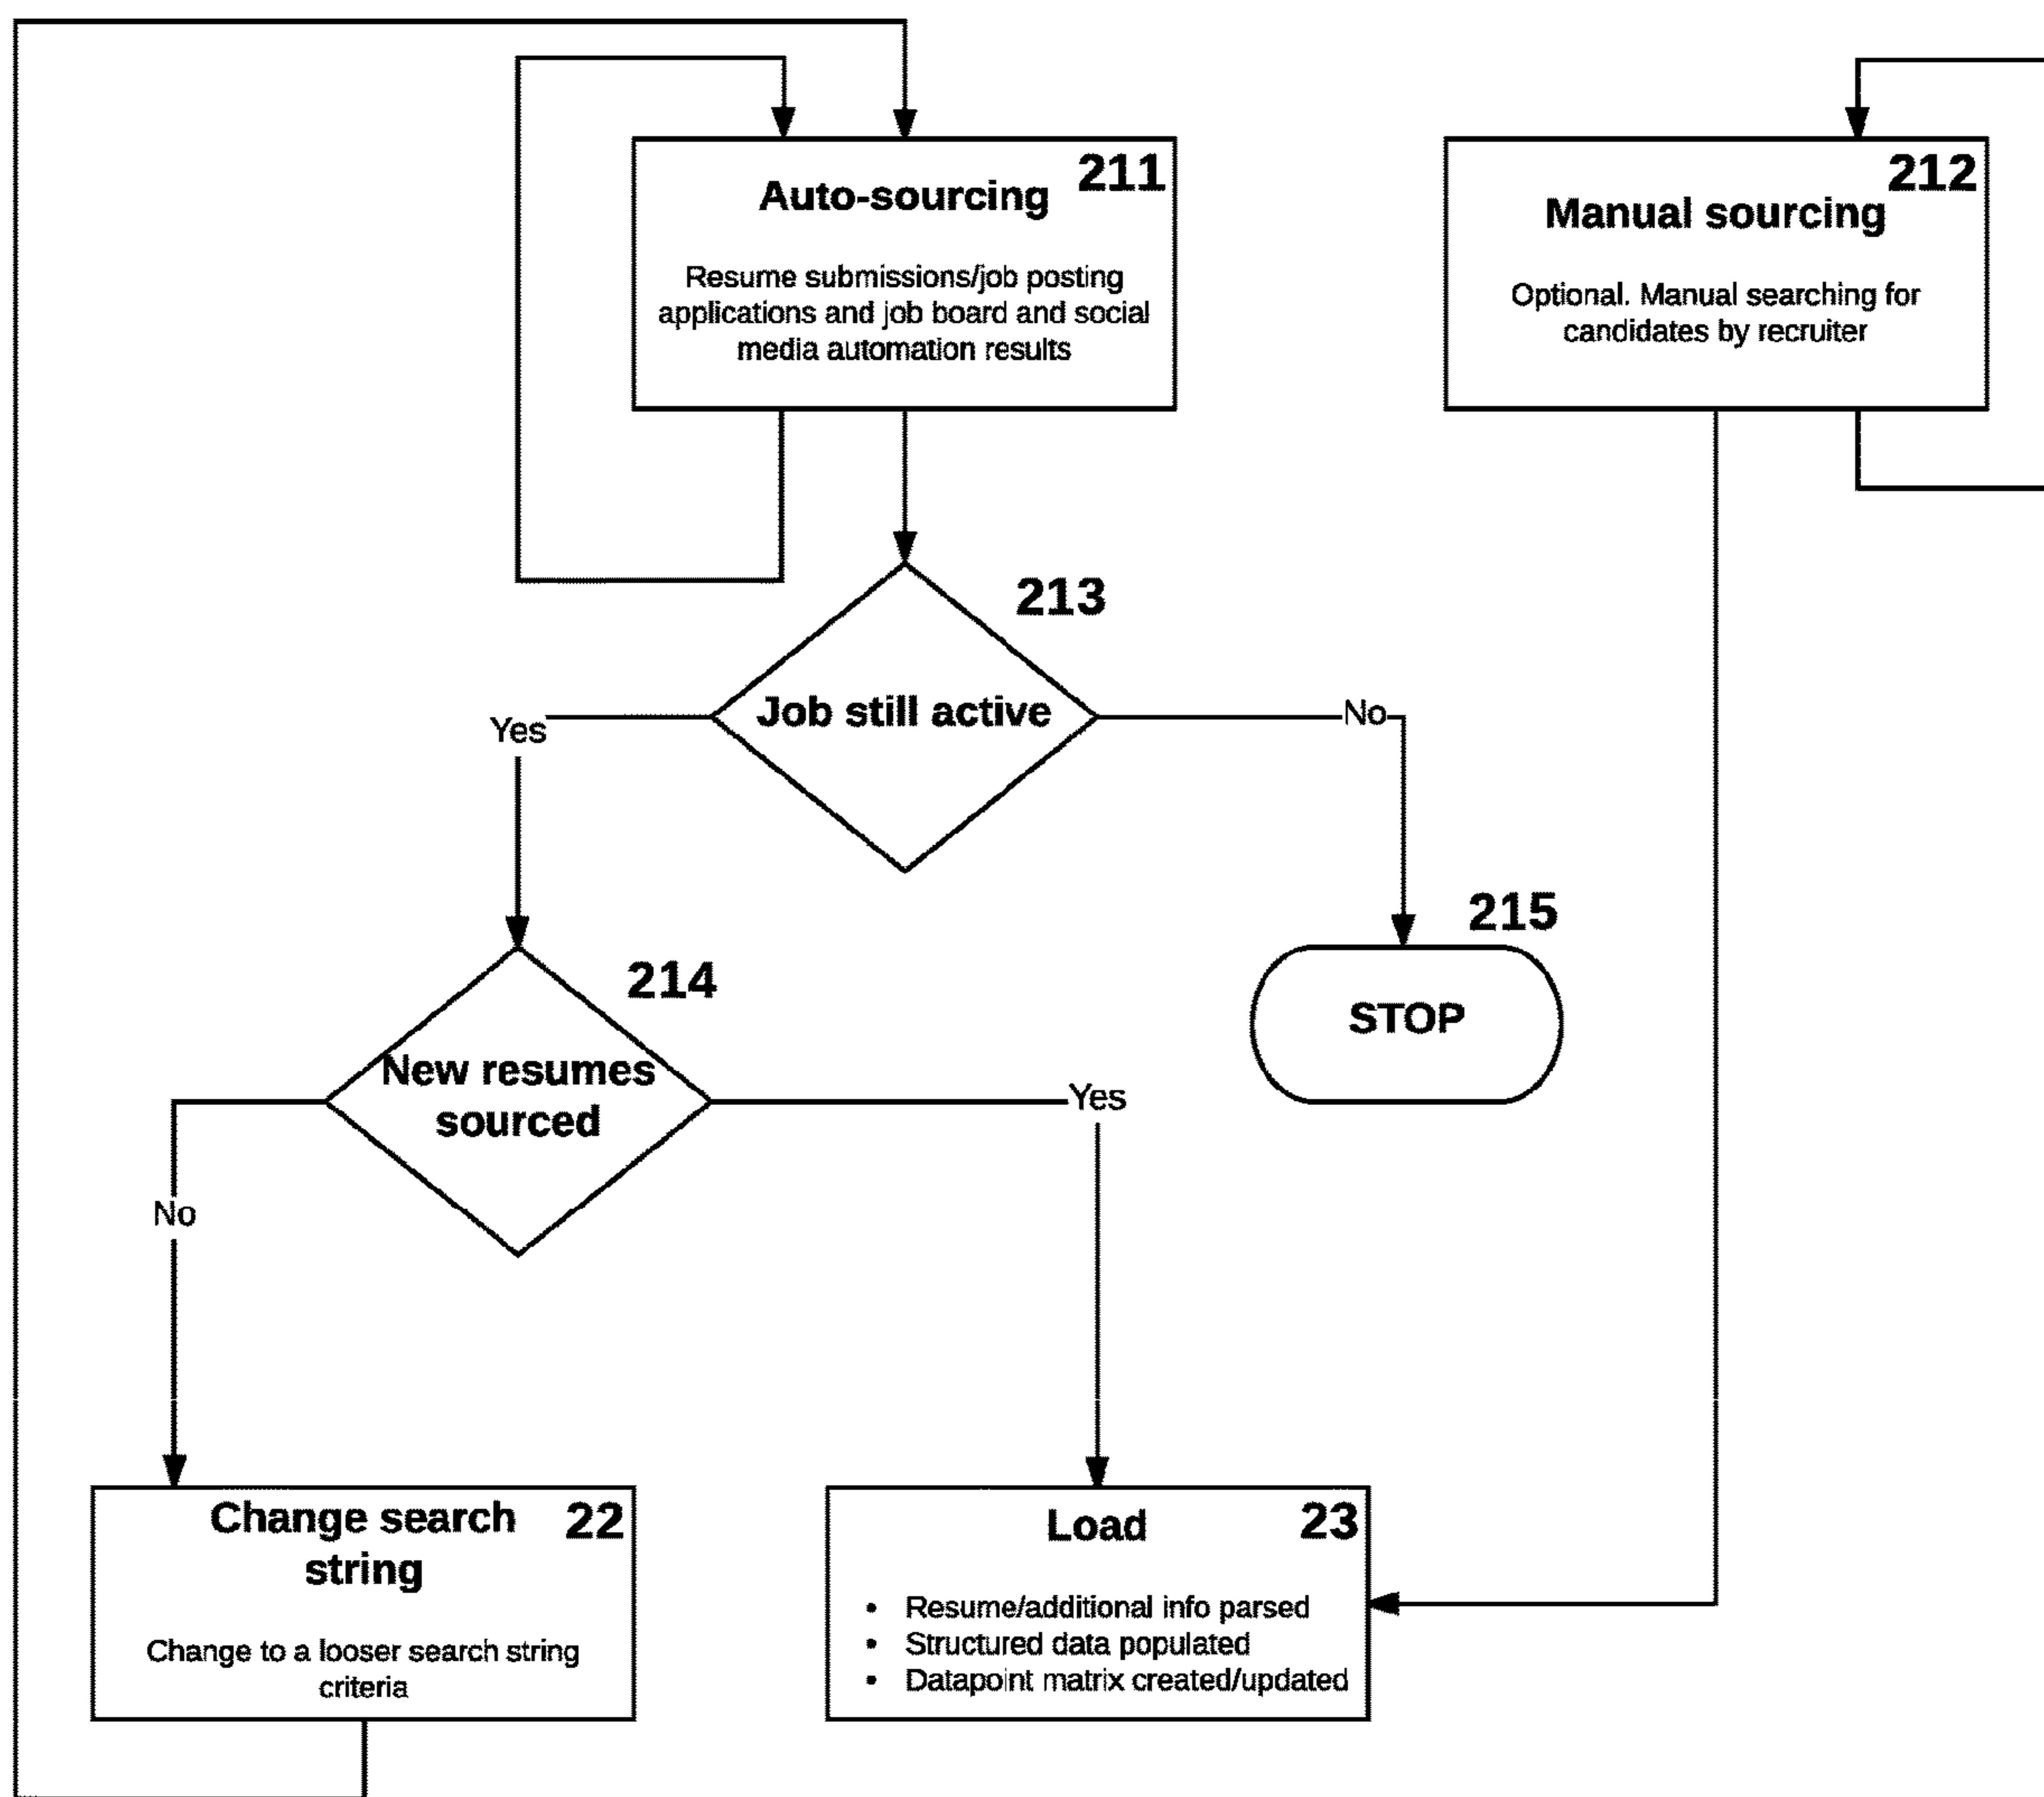 211
Auto-sourcing
Resume submissions/job posting
applications and job board and social
media automation results
212
Manual sourcing
Optional. Manual searching for
candidates by recruiter
213
Job still active
Yes
No
214
New resumes
sourced
215
STOP
Yes
No
22
Change search
string
Change to a looser search string
criteria
23
Load
• Resume/additional info parsed
• Structured data populated
• Datapoint matrix created/updated